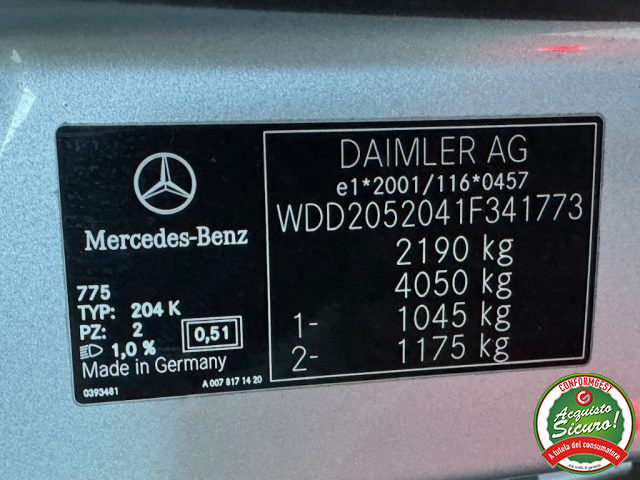 Mercedes-Benz
775
TYP: 204 K
PZ: 2
0,51
1,0 %
Made in Germany
0393481
A 007 817 14 20
DAIMLER AG
e1*2001/116*0457
WDD2052041F341773
2190 kg
4050 kg
1- 1045 kg
2- 1175 kg
CONFORMGEST
Acquisto
Sicuro!
A tutela del consumatore